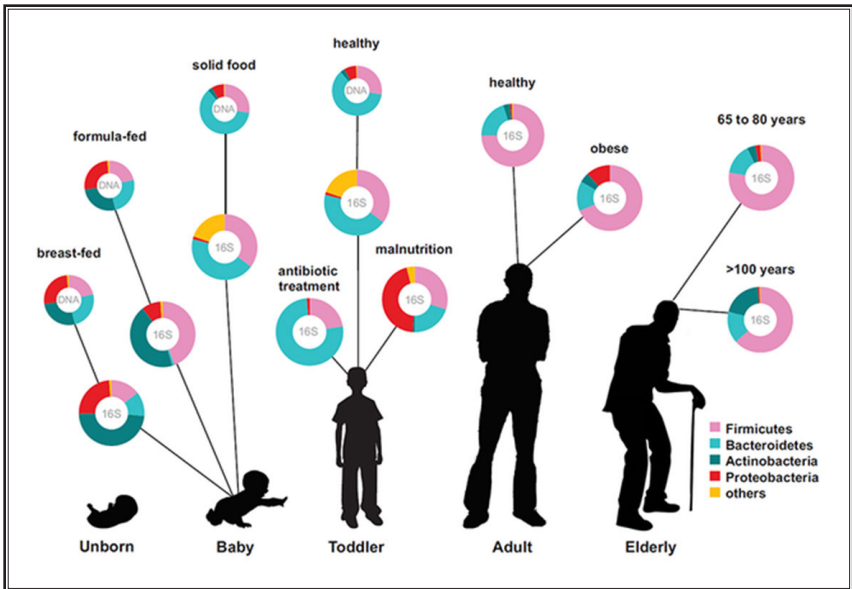 healthy
solid food
healthy
DNA
DNA
formula-fed
65 to 80 years
16S
obese
DNA
16S
16S
16S
breast-fed
16S
malnutrition
antibiotic
treatment
>100 years
DNA
16S
16S
16S
16S
16S
Firmicutes
Bacteroidetes
Actinobacteria
Proteobacteria
others
Unborn
Baby
Toddler
Adult
Elderly